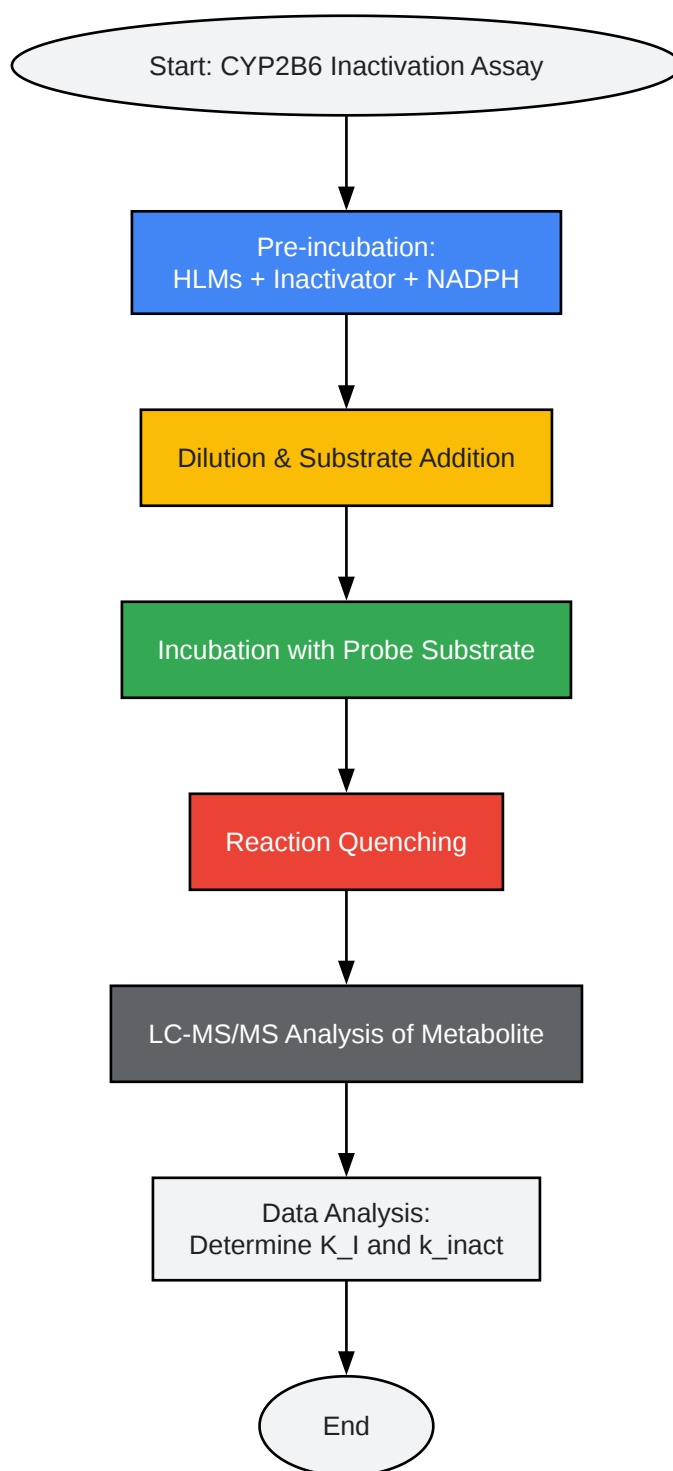 Start: CYP2B6 Inactivation Assay
Pre-incubation:
HLMs + Inactivator + NADPH
Dilution & Substrate Addition
Incubation with Probe Substrate
Reaction Quenching
LC-MS/MS Analysis of Metabolite
Data Analysis:
Determine K_I and k_inact
End